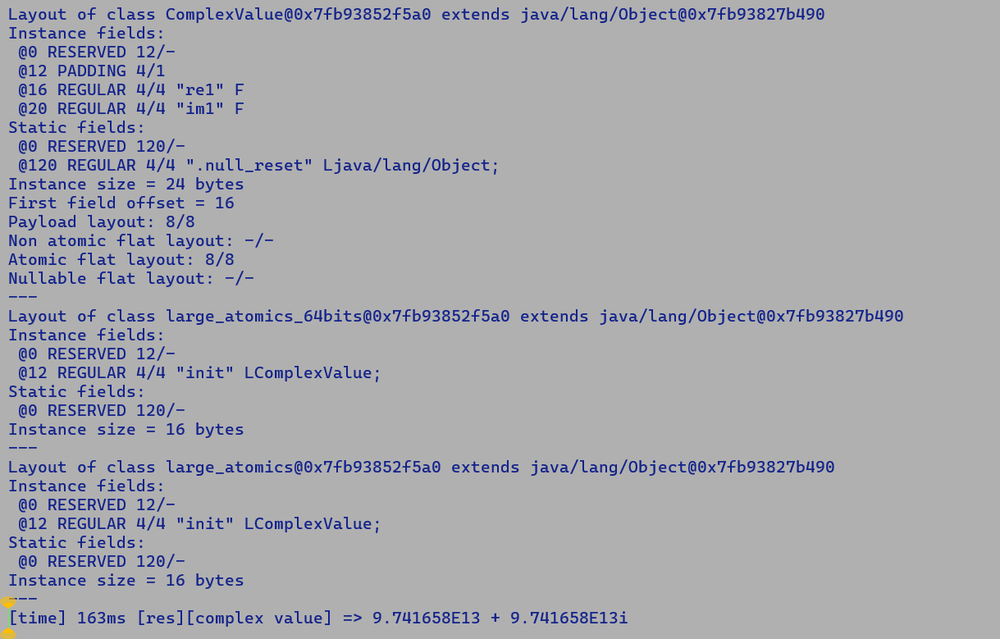 Layout of class ComplexValue@0x7fb93852f5a0 extends java/lang/Object@0x7fb93827b490
Instance fields:
 @0 RESERVED 12/-
 @12 PADDING 4/1
 @16 REGULAR 4/4 "re1" F
 @20 REGULAR 4/4 "im1" F
Static fields:
 @0 RESERVED 120/-
 @120 REGULAR 4/4 ".null_reset" Ljava/lang/Object;
Instance size = 24 bytes
First field offset = 16
Payload layout: 8/8
Non atomic flat layout: -/-
Atomic flat layout: 8/8
Nullable flat layout: -/-
---
Layout of class large_atomics_64bits@0x7fb93852f5a0 extends java/lang/Object@0x7fb93827b490
Instance fields:
 @0 RESERVED 12/-
 @12 REGULAR 4/4 "init" LComplexValue;
Static fields:
 @0 RESERVED 120/-
Instance size = 16 bytes
---
Layout of class large_atomics@0x7fb93852f5a0 extends java/lang/Object@0x7fb93827b490
Instance fields:
 @0 RESERVED 12/-
 @12 REGULAR 4/4 "init" LComplexValue;
Static fields:
 @0 RESERVED 120/-
Instance size = 16 bytes
---
[time] 163ms [res][complex value] => 9.741658E13 + 9.741658E13i